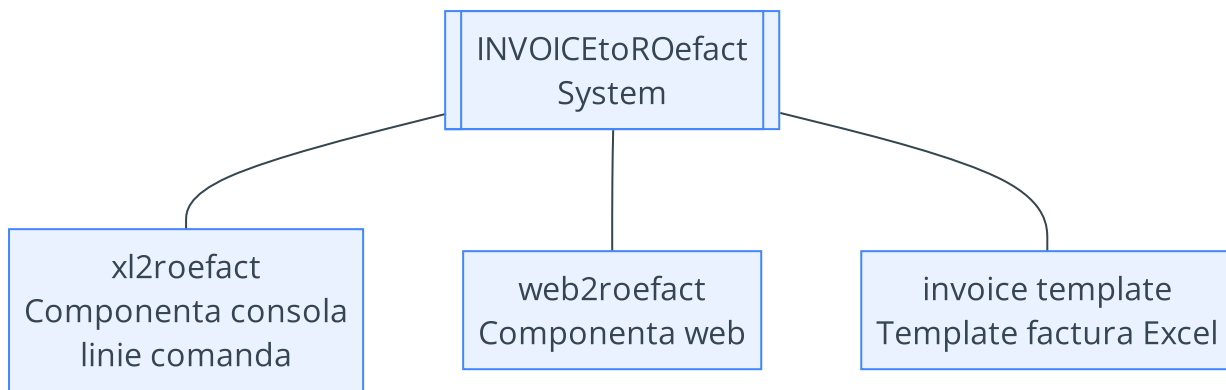 INVOICEtoROefact
System
xl2roefact
Componenta consola
linie comanda
web2roefact
Componenta web
invoice template
Template factura Excel